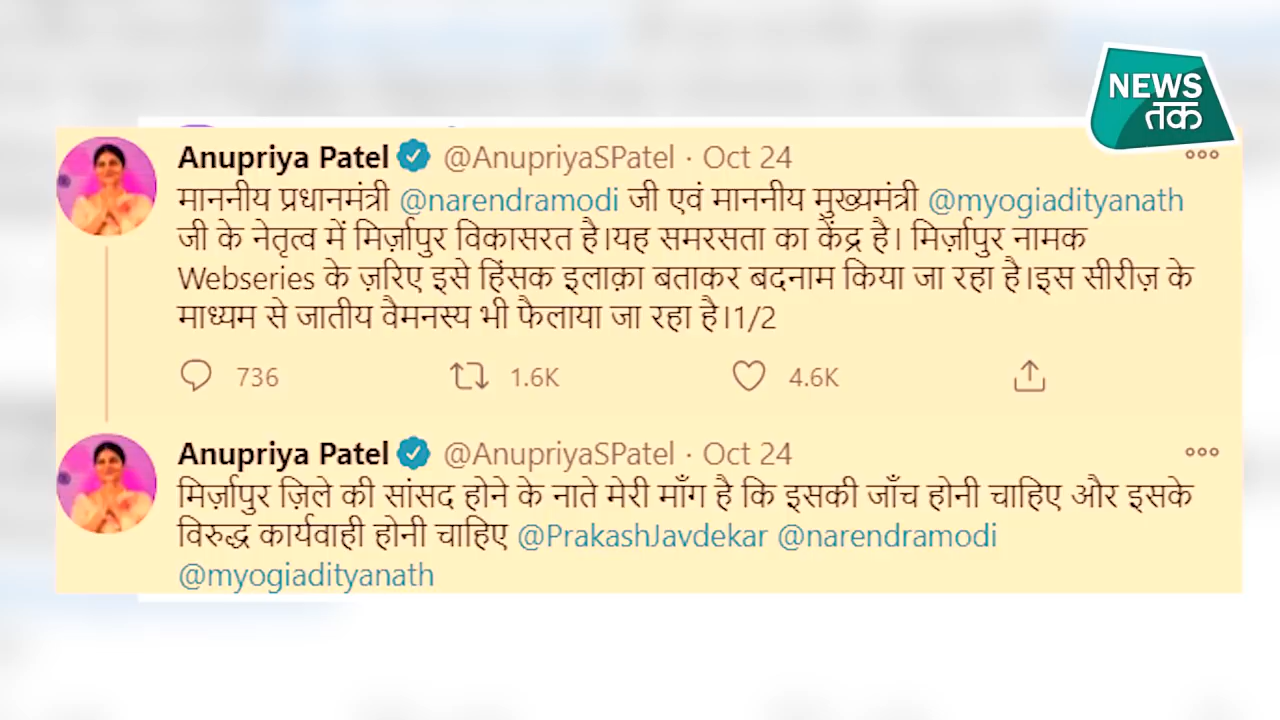 NEWS
तक
Anupriya Patel @AnupriyaSPatel · Oct 24
माननीय प्रधानमंत्री @narendramodi जी एवं माननीय मुख्यमंत्री @myogiadityanath
जी के नेतृत्व में मिर्ज़ापुर विकासरत है।यह समरसता का केंद्र है। मिर्ज़ापुर नामक
Webseries के ज़रिए इसे हिंसक इलाक़ा बताकर बदनाम किया जा रहा है।इस सीरीज़ के
माध्यम से जातीय वैमनस्य भी फैलाया जा रहा है।1/2
736 1.6K 4.6K
Anupriya Patel @AnupriyaSPatel · Oct 24
मिर्ज़ापुर ज़िले की सांसद होने के नाते मेरी माँग है कि इसकी जाँच होनी चाहिए और इसके
विरुद्ध कार्यवाही होनी चाहिए @PrakashJavdekar @narendramodi
@myogiadityanath